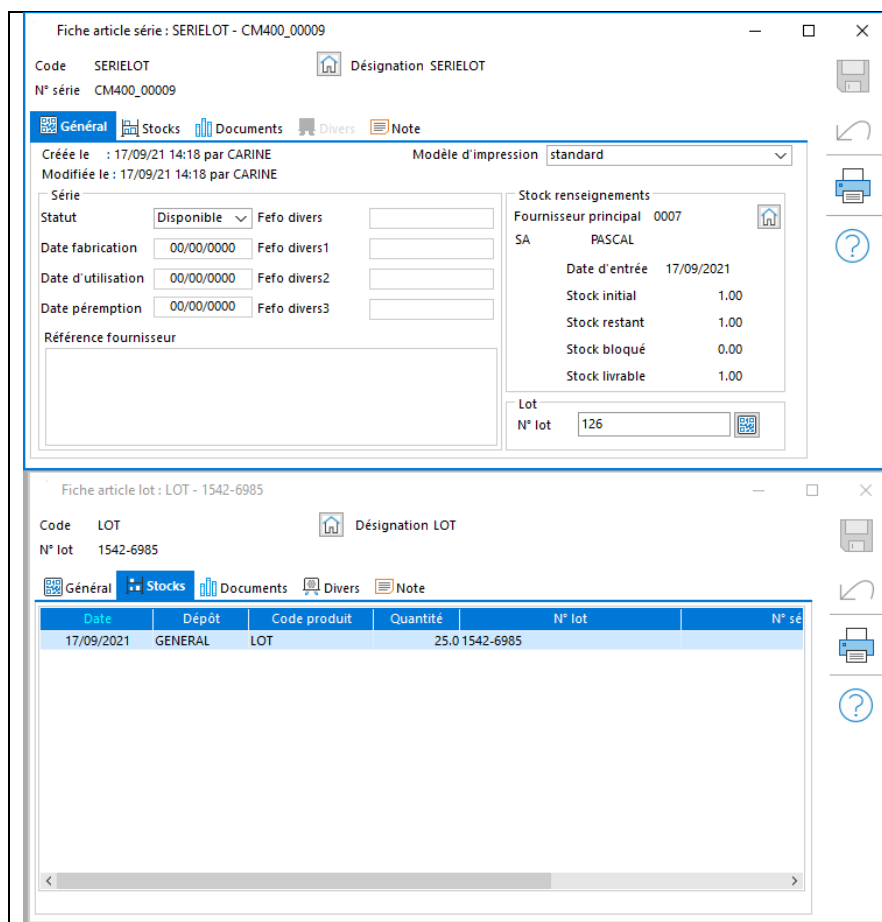 Fiche article série : SERIELOT - CM400_00009
Code SERIELOT Désignation SERIELOT
N° série CM400_00009
Général Stocks Documents Divers Note
Créée le : 17/09/21 14:18 par CARINE Modèle d'impression standard
Modifiée le : 17/09/21 14:18 par CARINE
Série Stock renseignements
Statut Disponible Fefo divers Fournisseur principal 0007
SA PASCAL
Date fabrication 00/00/0000 Fefo divers1
Date d'entrée 17/09/2021
Date d'utilisation 00/00/0000 Fefo divers2
Stock initial 1.00
Date péremption 00/00/0000 Fefo divers3
Stock restant 1.00
Référence fournisseur
Stock bloqué 0.00
Stock livrable 1.00
Lot
N° lot 126
Fiche article lot : LOT - 1542-6985
Code LOT Désignation LOT
N° lot 1542-6985
Général Stocks Documents Divers Note
Date Dépôt Code produit Quantité N° lot N° sé
17/09/2021 GENERAL LOT 25.0 1542-6985